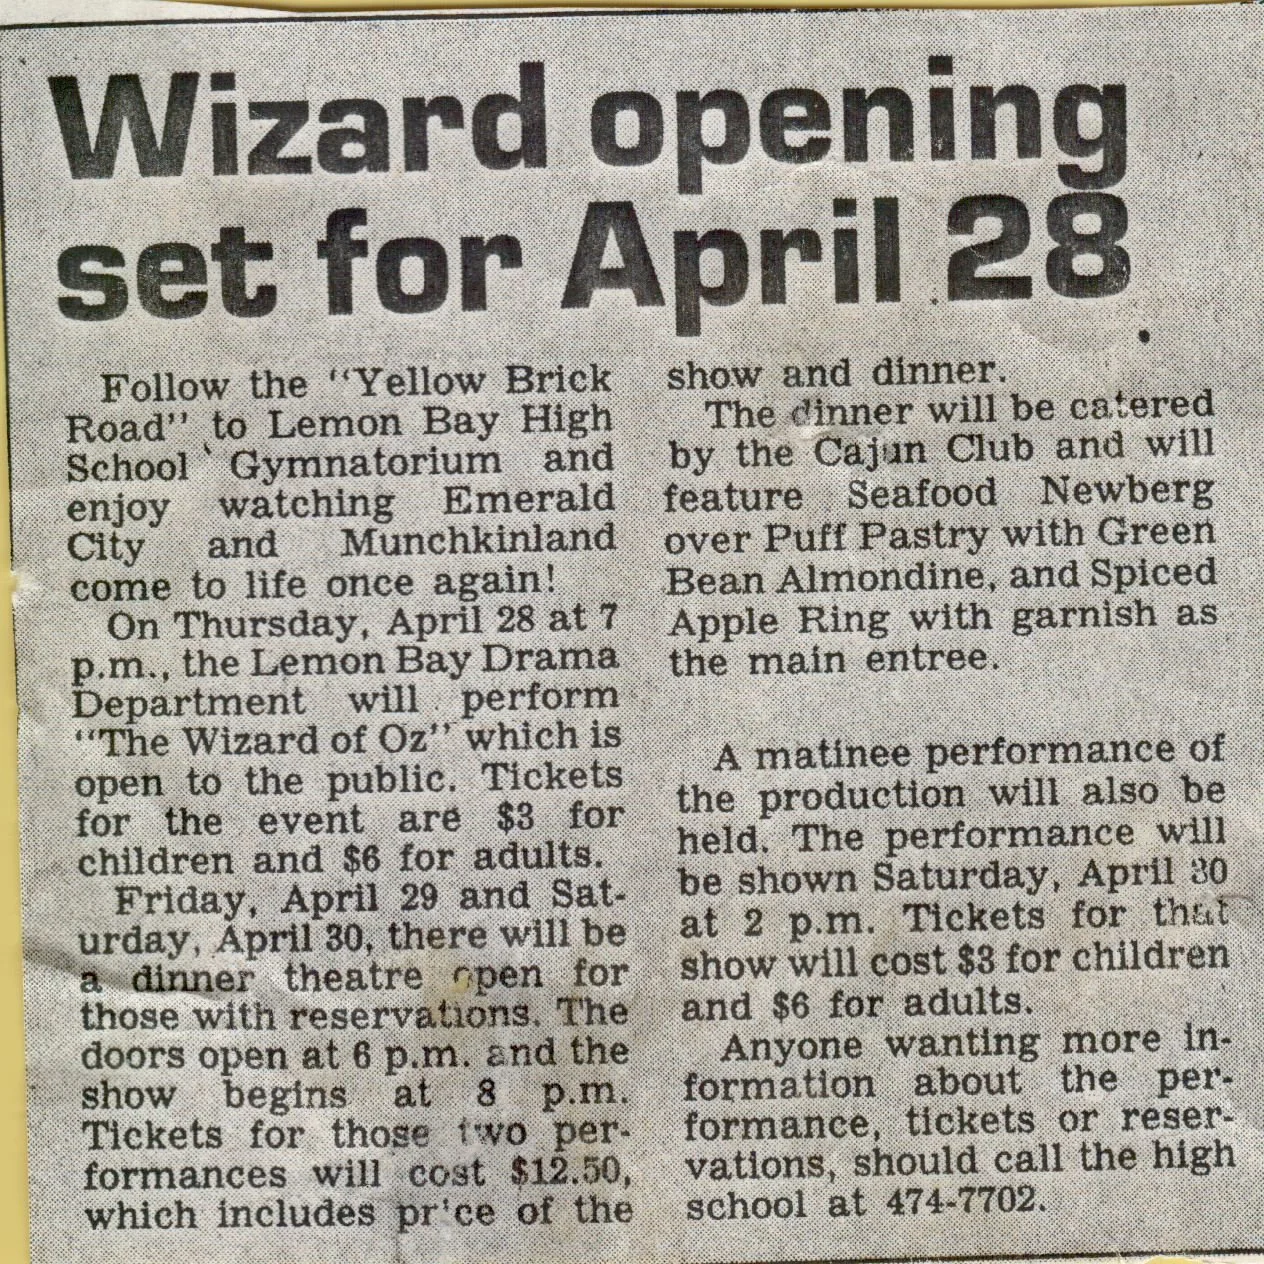 Wizard opening
set for April 28
Follow the "Yellow Brick
Road" to Lemon Bay High
School Gymnatorium and
enjoy watching Emerald
City and Munchkinland
come to life once again!
On Thursday, April 28 at 7
p.m., the Lemon Bay Drama
Department will perform
"The Wizard of Oz" which is
open to the public. Tickets
for the event are $3 for
children and $6 for adults.
Friday, April 29 and Sat-
urday, April 30, there will be
a dinner theatre open for
those with reservations. The
doors open at 6 p.m. and the
show begins at 8 p.m.
Tickets for those two per-
formances will cost $12.50,
which includes price of the
show and dinner.
The dinner will be catered
by the Cajun Club and will
feature Seafood Newberg
over Puff Pastry with Green
Bean Almondine, and Spiced
Apple Ring with garnish as
the main entree.
A matinee performance of
the production will also be
held. The performance will
be shown Saturday, April 30
at 2 p.m. Tickets for that
show will cost $3 for children
and $6 for adults.
Anyone wanting more in-
formation about the per-
formance, tickets or reser-
vations, should call the high
school at 474-7702.